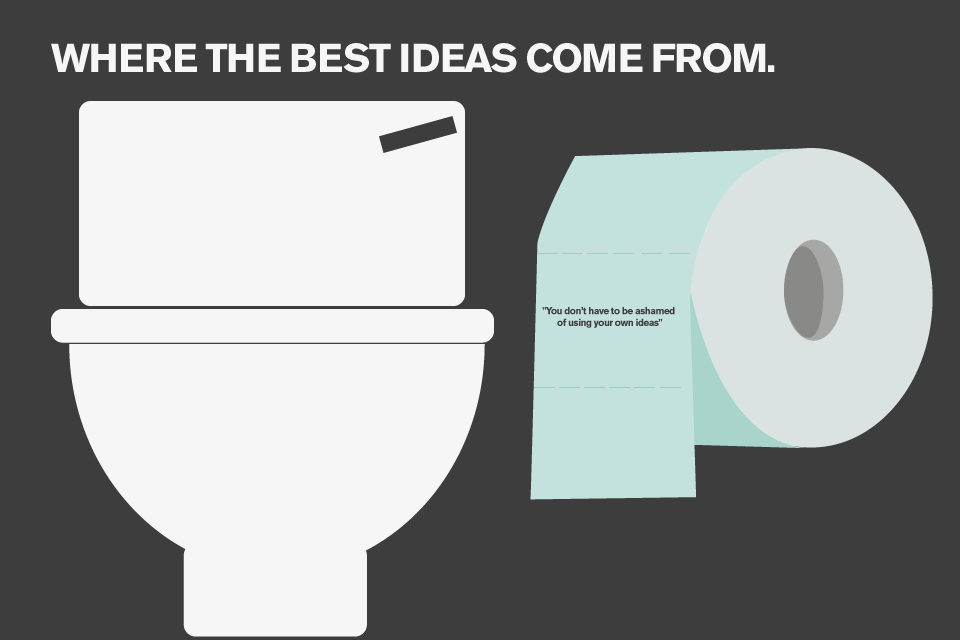 WHERE THE BEST IDEAS COME FROM.
"You don't have to be ashamed
of using your own ideas"